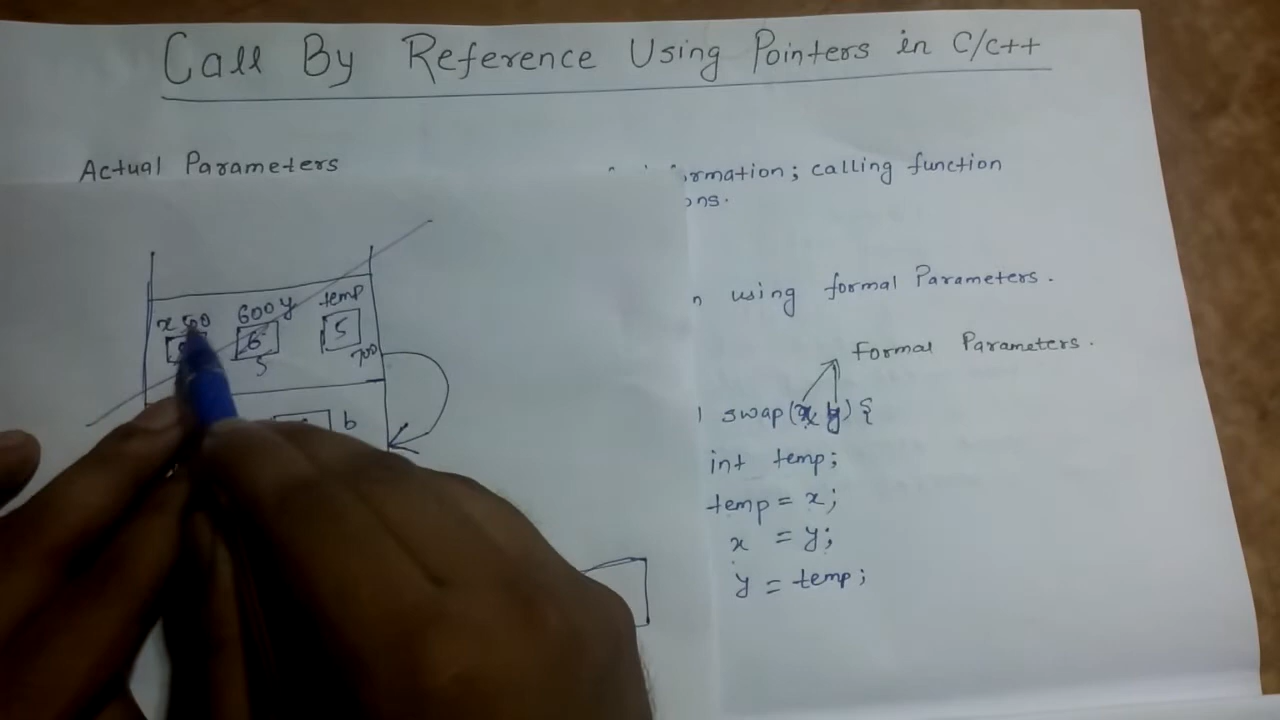 Call By Reference Using Pointers in C/C++
Actual Parameters
rmation; calling function
ons.
n using formal Parameters.
Formal Parameters.
x 500 600 y temp
6 5
5 700
b
swap(x y) {
int temp;
temp = x;
x = y;
y = temp;